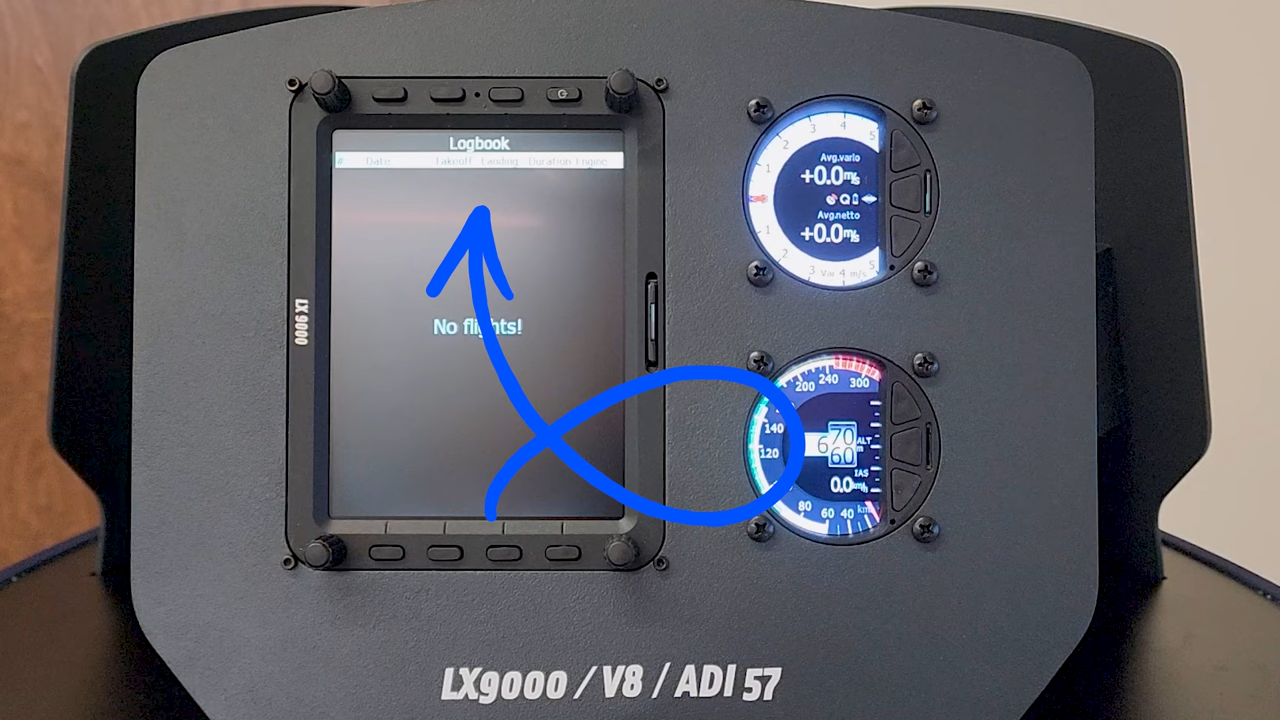 Logbook
# Date Takeoff Landing Duration Engine
No flights!
LX 9000
5
4
3
2
1
Avg.vario
+0.0 m/s
Q
Avg.netto
+0.0 m/s
1
2
3 Var 4 m/s 5
200 240 300
140
120
6 70 60 ALT m
IAS
0.0 km/h
80 60 40 km
LX9000 / V8 / ADI 57